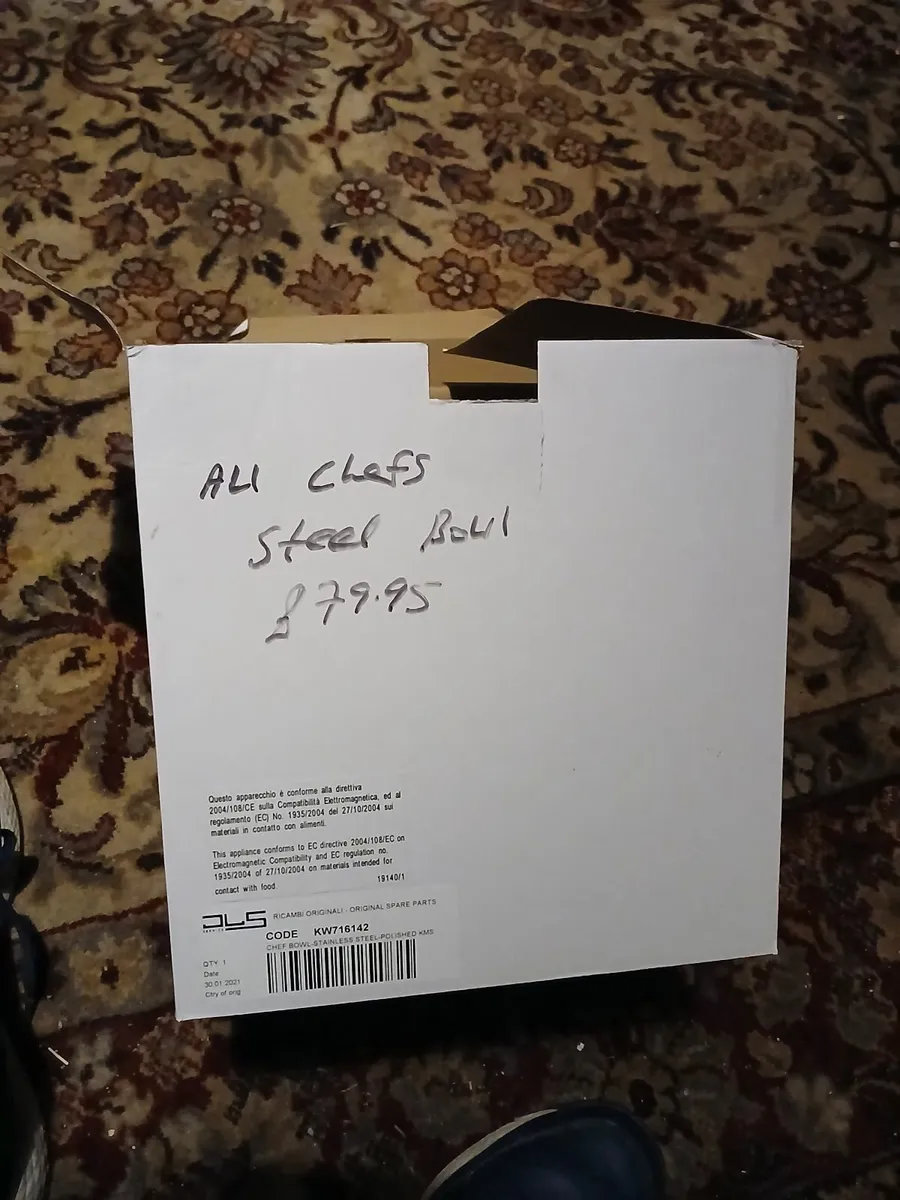 All Chefs
Steel Bowl
£79.95
Questo apparecchio è conforme alla direttiva
2004/108/CE sulla Compatibilità Elettromagnetica, ed al
regolamento (EC) No. 1935/2004 del 27/10/2004 sui
materiali in contatto con alimenti.
This appliance conforms to EC directive 2004/108/EC on
Electromagnetic Compatibility and EC regulation no.
1935/2004 of 27/10/2004 on materials intended for
contact with food.
19140/1
DLS RICAMBI ORIGINALI - ORIGINAL SPARE PARTS
SERVICE
CODE KW716142
CHEF BOWL-STAINLESS STEEL-POLISHED KMS
QTY. 1
Date
30.01.2021
Ctry of orig